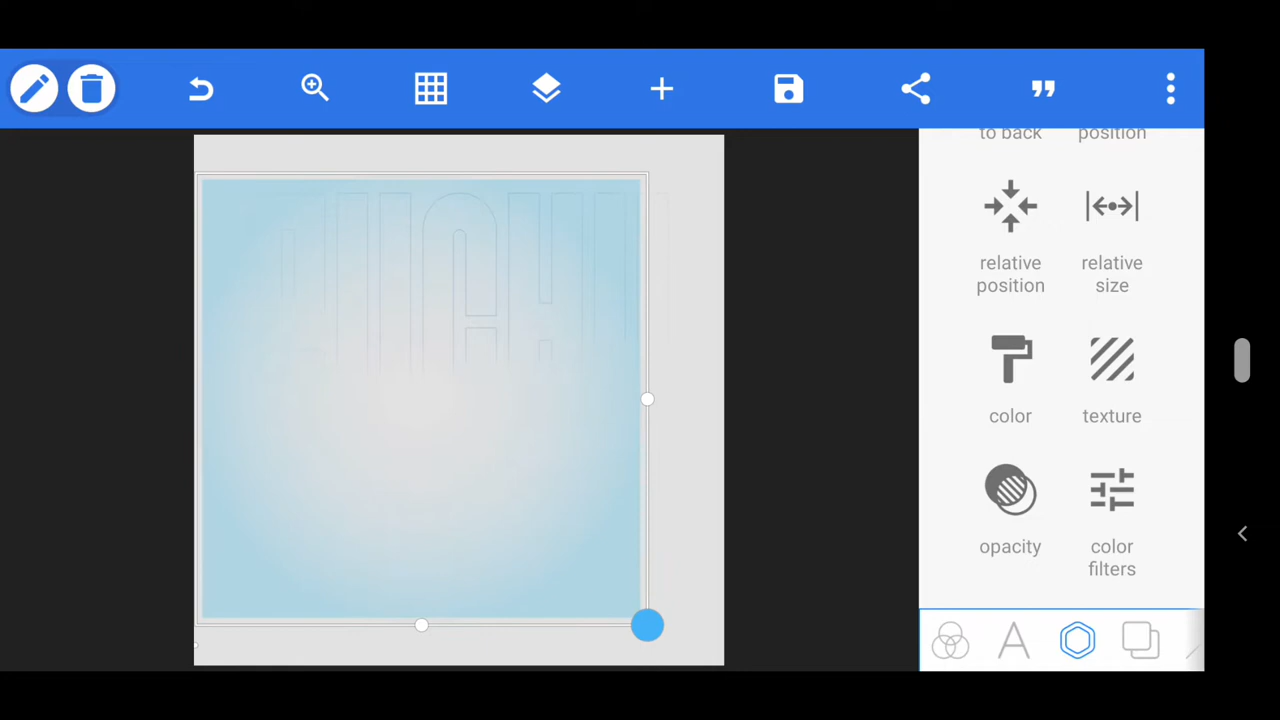 to back
position
relative
position
relative
size
color
texture
opacity
color
filters